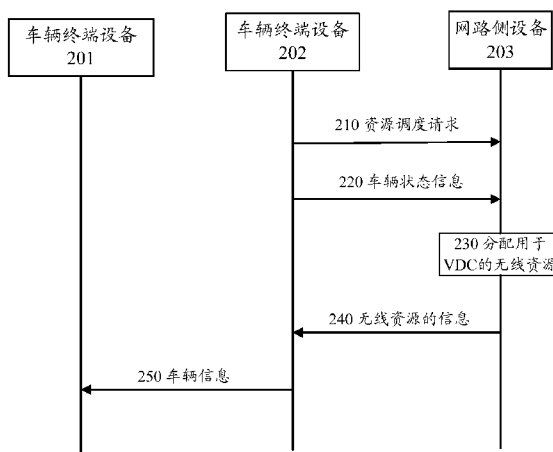 车辆终端设备
201
车辆终端设备
202
网路侧设备
203
210 资源调度请求
220 车辆状态信息
230 分配用于
VDC的无线资源
240 无线资源的信息
250 车辆信息